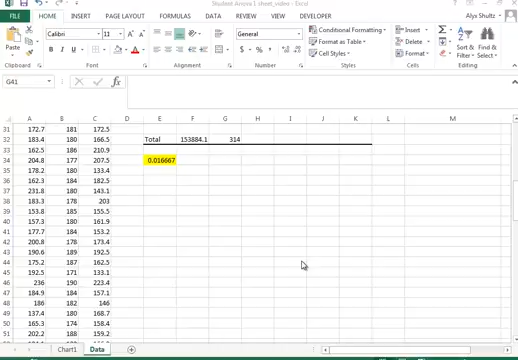 Student Anova 1 sheet_video - Excel
FILE HOME INSERT PAGE LAYOUT FORMULAS DATA REVIEW VIEW DEVELOPER Alyx Shultz
Calibri 11 General Conditional Formatting Insert
Paste B I U $ % Format as Table Delete Sort & Filter Find & Select
Cell Styles Format
Clipboard Font Alignment Number Styles Cells Editing
G41 fx
A B C D E F G H I J K L M
31 172.7 181 172.5
32 183.4 180 166.5 Total 153884.1 314
33 162.5 186 210.9
34 204.8 177 207.5 0.016667
35 178.2 180 133.4
36 162.3 184 182.5
37 231.8 180 143.1
38 183.3 178 203
39 153.8 185 155.5
40 157.3 180 161.9
41 177.7 184 153.2
42 200.8 178 173.4
43 190.6 189 192.5
44 175.2 187 162.5
45 192.5 171 133.1
46 236 190 223.4
47 184.9 184 157.1
48 186 182 146
49 137.4 180 168.7
50 165.3 174 158.4
51 202.2 188 159.2
Chart1 Data